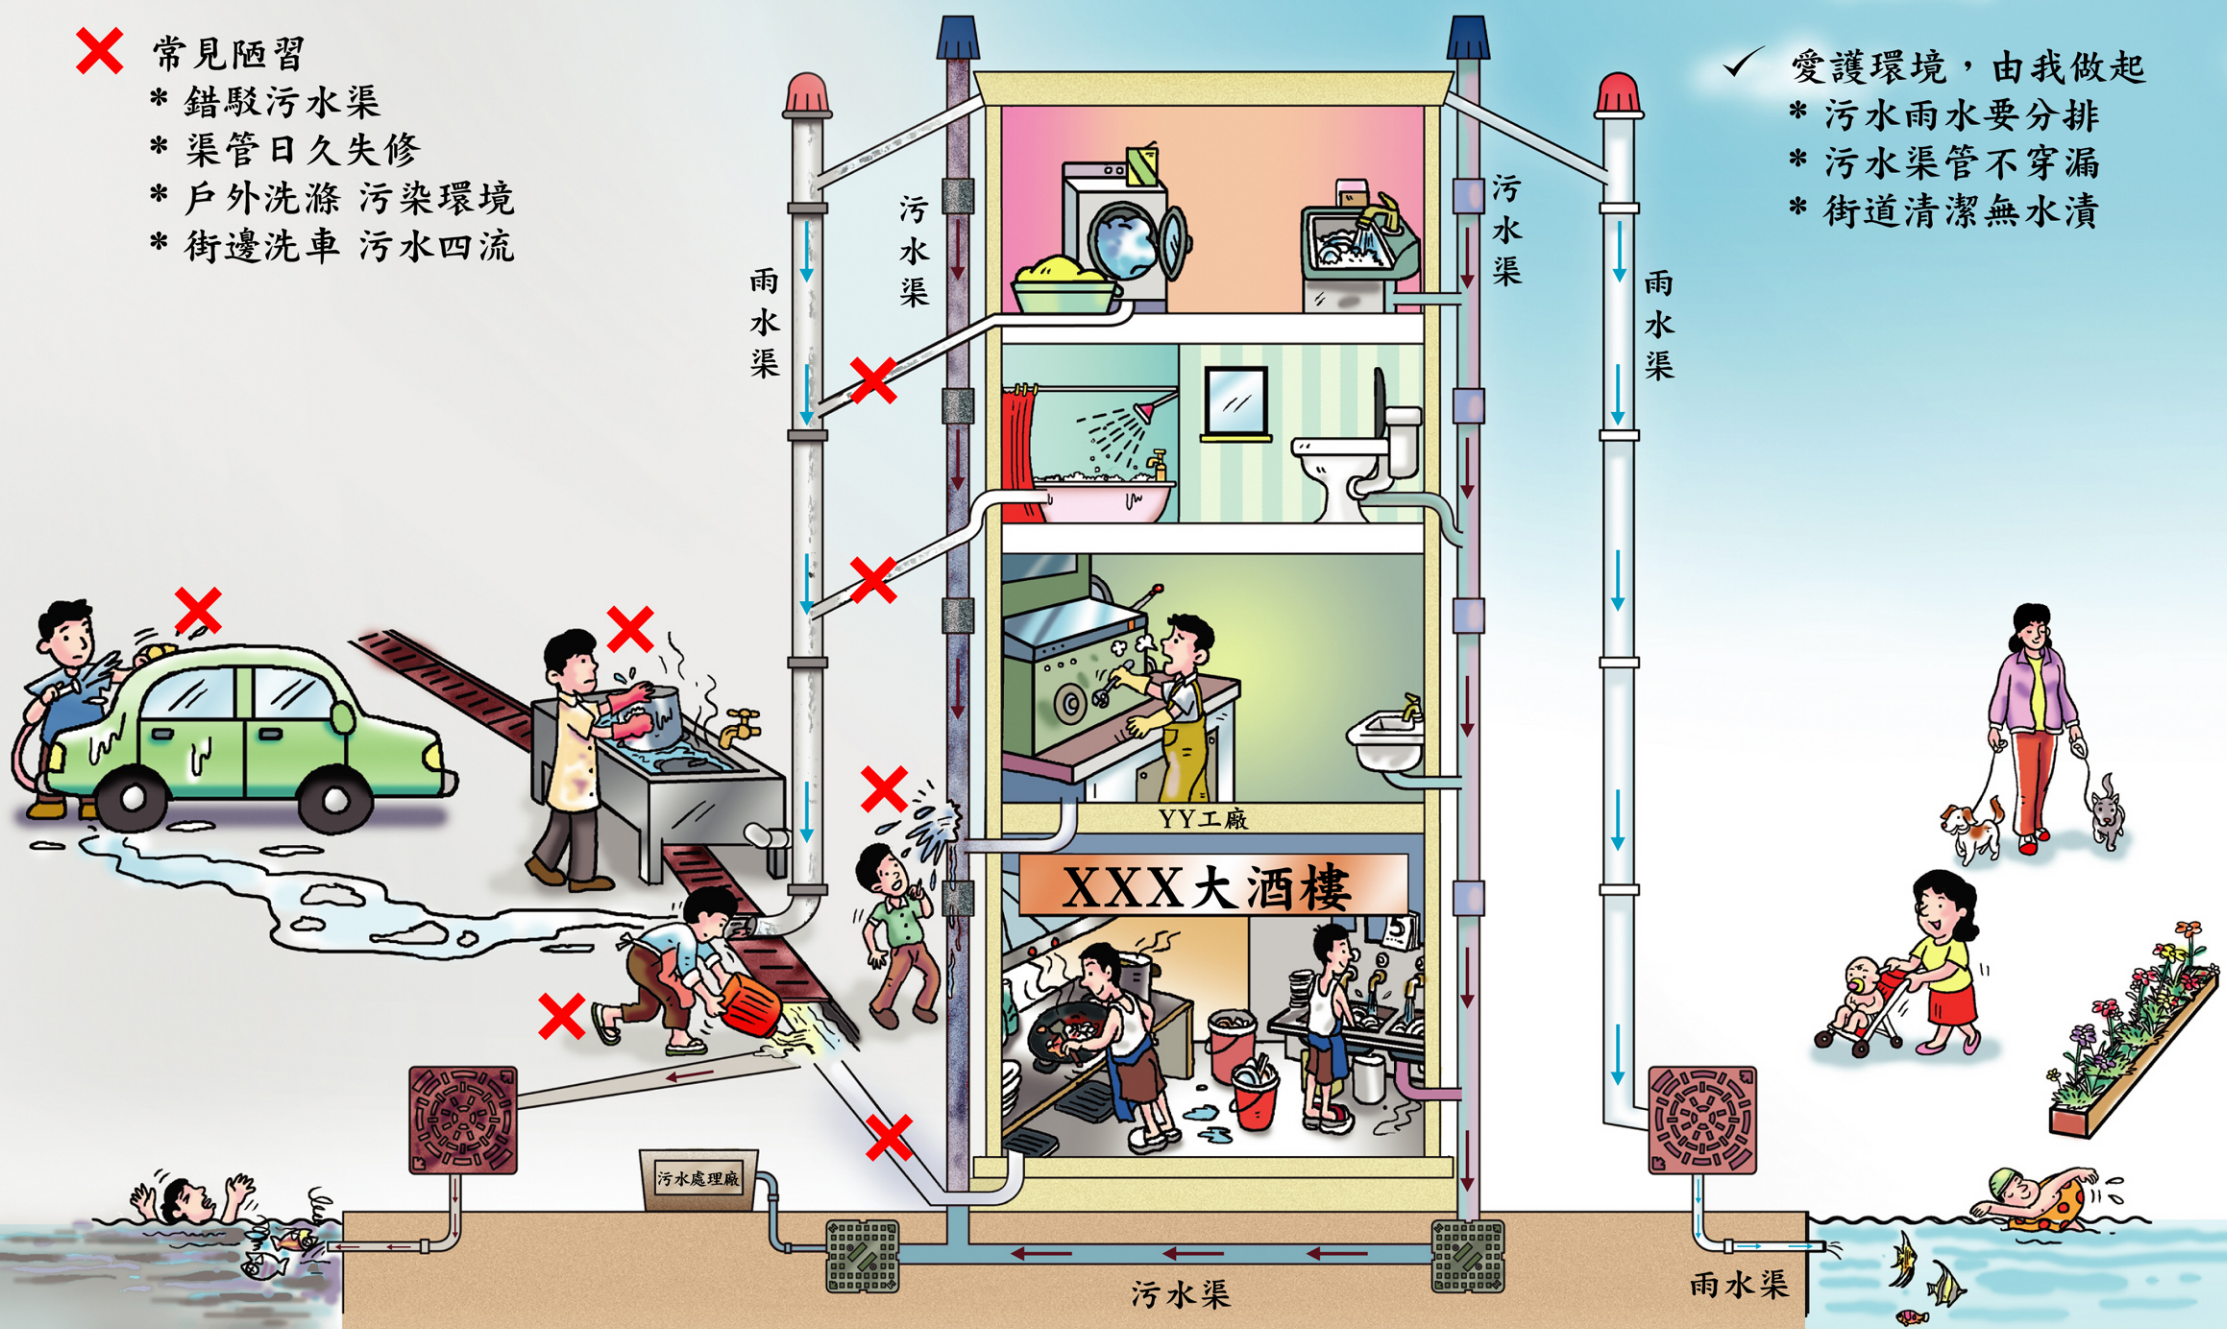 常見陋習
* 錯駁污水渠
* 渠管日久失修
* 戶外洗滌 污染環境
* 街邊洗車 污水四流
愛護環境，由我做起
* 污水雨水要分排
* 污水渠管不穿漏
* 街道清潔無水漬
雨水渠
污水渠
污水渠
雨水渠
YY工廠
XXX大酒樓
5
污水處理廠
污水渠
雨水渠